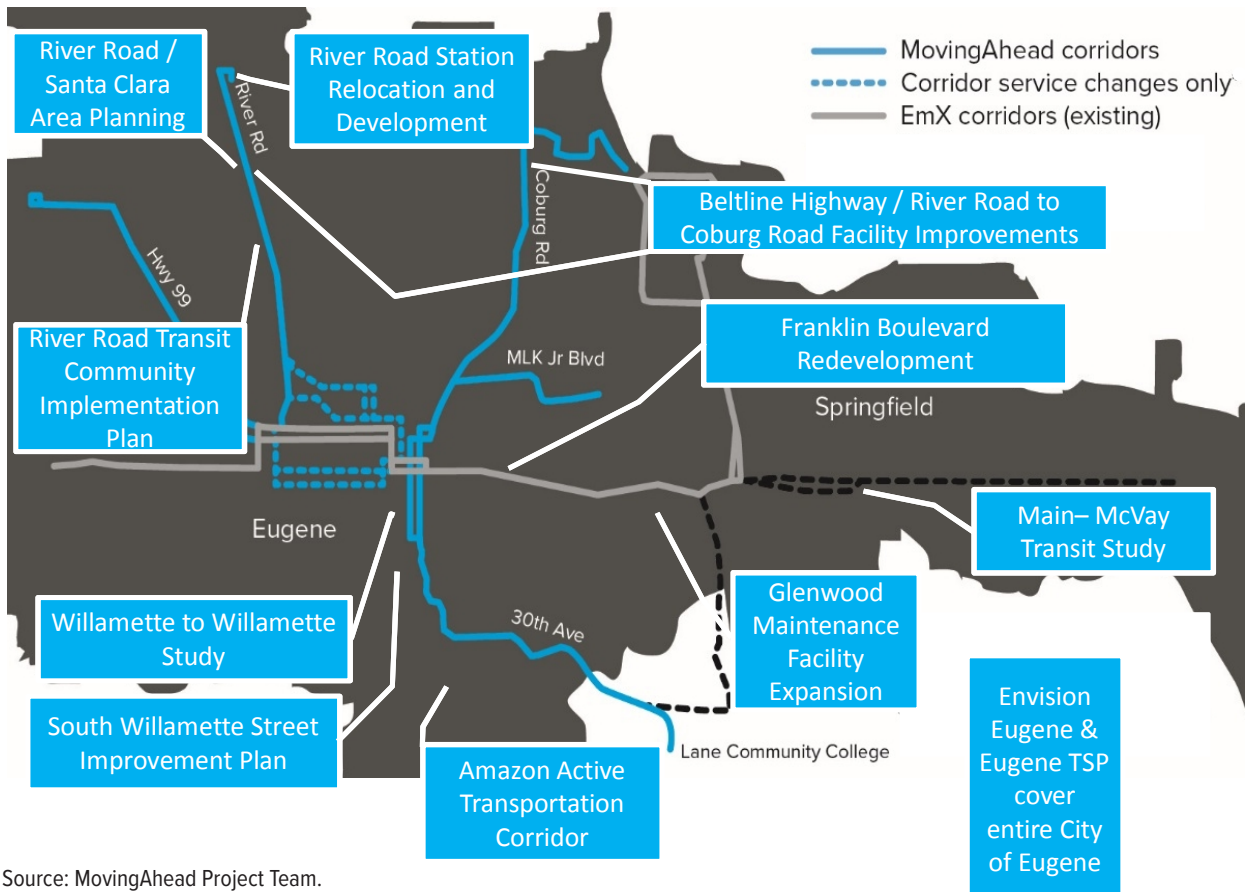 River Road /
Santa Clara
Area Planning
River Road Station
Relocation and
Development
MovingAhead corridors
Corridor service changes only
EmX corridors (existing)
River Rd
Coburg Rd
Hwy 99
Beltline Highway / River Road to
Coburg Road Facility Improvements
River Road Transit
Community
Implementation
Plan
MLK Jr Blvd
Franklin Boulevard
Redevelopment
Springfield
Eugene
Main– McVay
Transit Study
Willamette to Willamette
Study
30th Ave
Glenwood
Maintenance
Facility
Expansion
South Willamette Street
Improvement Plan
Lane Community College
Amazon Active
Transportation
Corridor
Envision
Eugene &
Eugene TSP
cover
entire City
of Eugene
Source: MovingAhead Project Team.